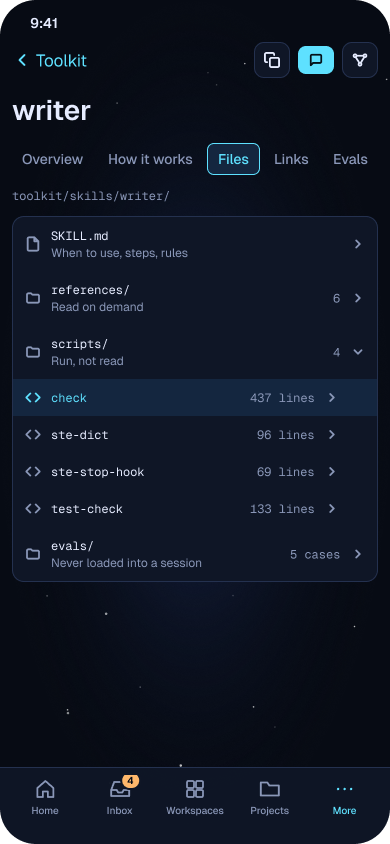 9:41
Toolkit
writer
Overview How it works Files Links Evals
toolkit/skills/writer/
SKILL.md
When to use, steps, rules
references/
Read on demand
6
scripts/
Run, not read
4
check 437 lines
ste-dict 96 lines
ste-stop-hook 69 lines
test-check 133 lines
evals/
Never loaded into a session
5 cases
4
Home Inbox Workspaces Projects More